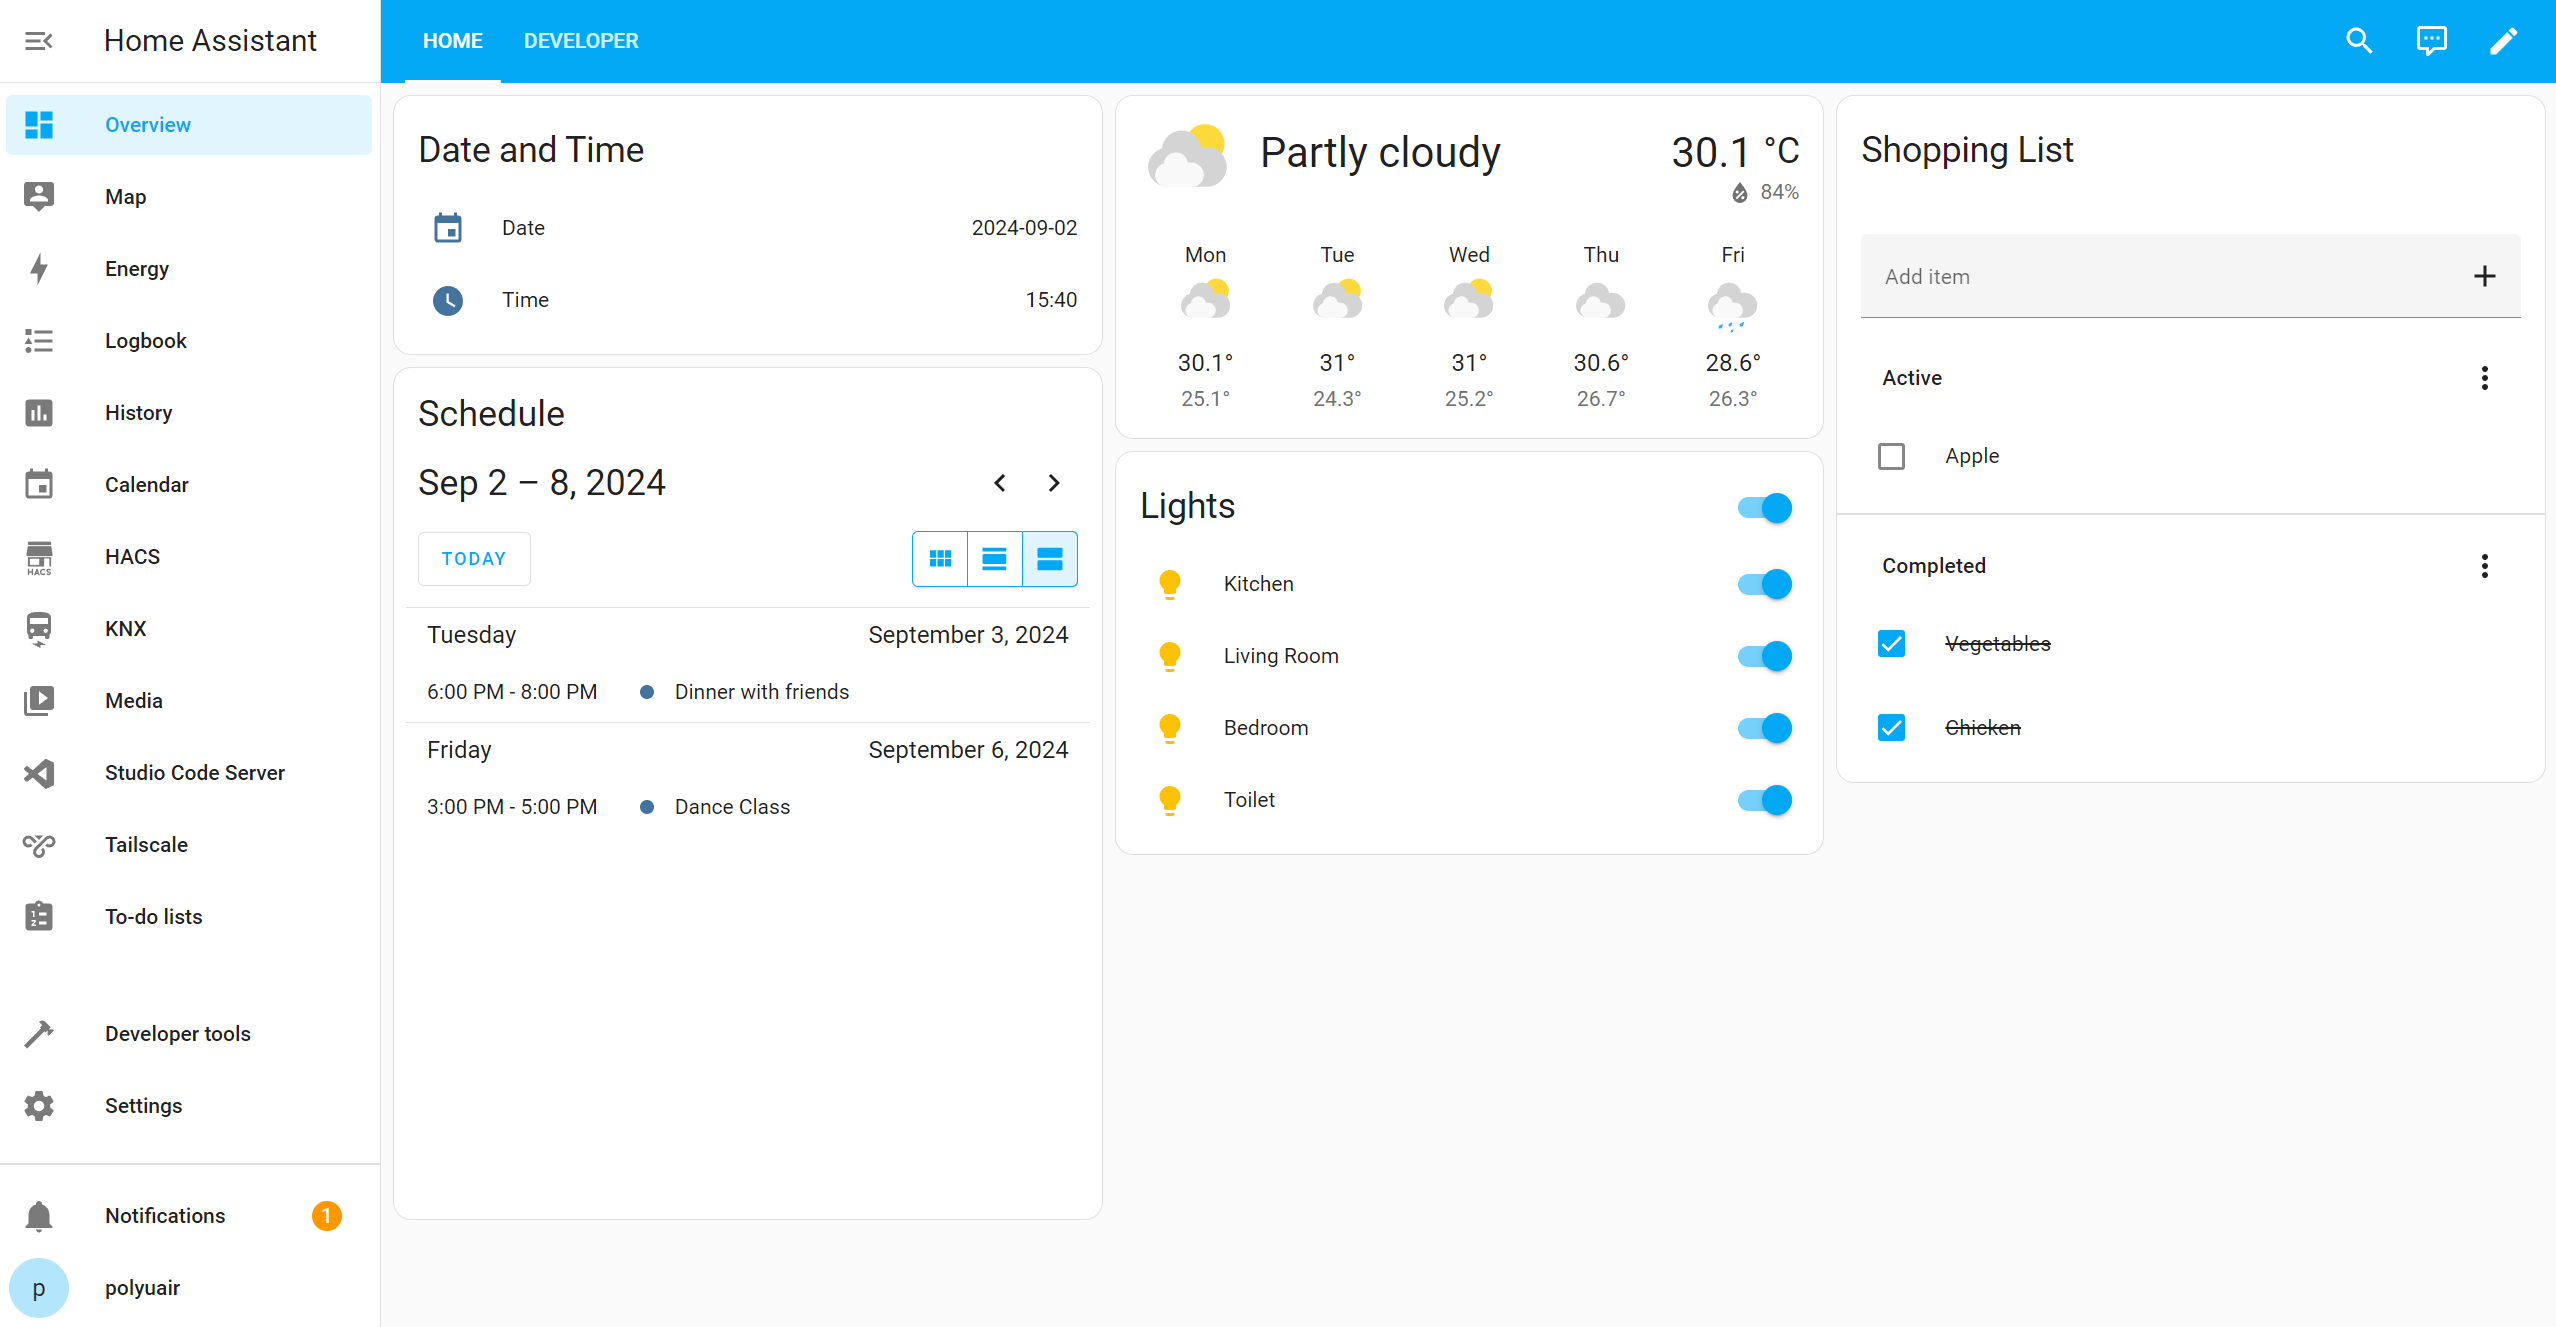 Home Assistant
HOME DEVELOPER
Overview
Map
Energy
Logbook
History
Calendar
HACS
HACS
KNX
Media
Studio Code Server
Tailscale
To-do lists
Developer tools
Settings
Notifications 1
p polyuair
Date and Time
Date 2024-09-02
Time 15:40
Schedule
Sep 2 – 8, 2024
TODAY
Tuesday September 3, 2024
6:00 PM - 8:00 PM Dinner with friends
Friday September 6, 2024
3:00 PM - 5:00 PM Dance Class
Partly cloudy 30.1 °C
84%
Mon Tue Wed Thu Fri
30.1° 31° 31° 30.6° 28.6°
25.1° 24.3° 25.2° 26.7° 26.3°
Lights
Kitchen
Living Room
Bedroom
Toilet
Shopping List
Add item
Active
Apple
Completed
Vegetables
Chicken